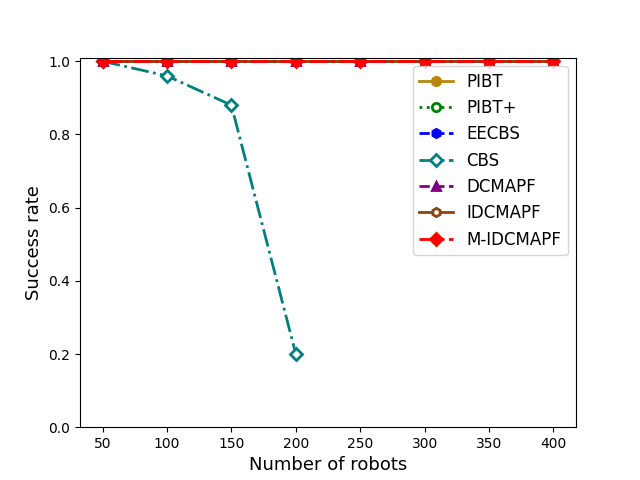 1.0
0.8
0.6
0.4
0.2
0.0
Success rate
50 100 150 200 250 300 350 400
Number of robots
PIBT
PIBT+
EECBS
CBS
DCMAPF
IDCMAPF
M-IDCMAPF